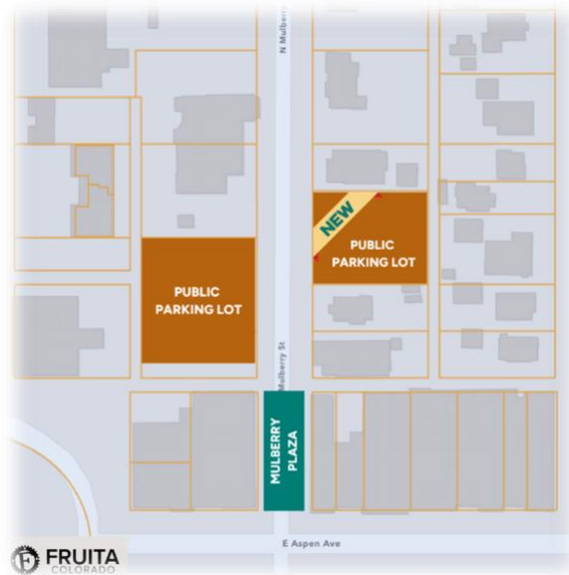 N Mulberry
NEW
PUBLIC
PARKING LOT
PUBLIC
PARKING LOT
Mulberry St
MULBERRY
PLAZA
E Aspen Ave
FRUITA
COLORADO